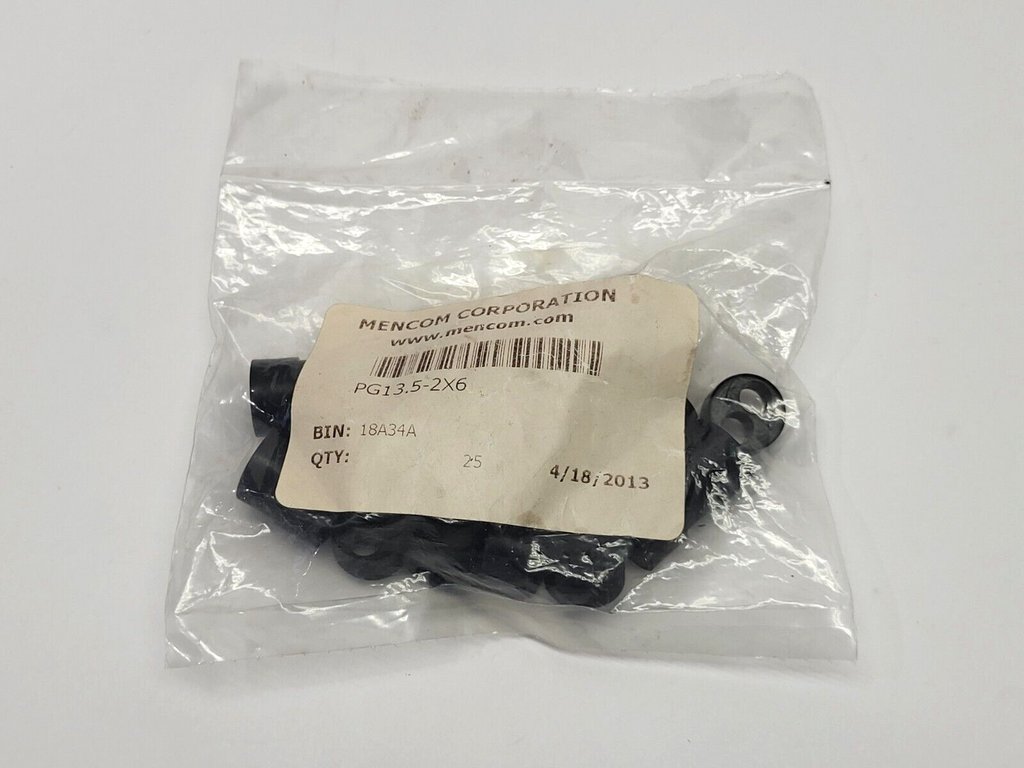 MENCOM CORPORATION
www.mencom.com
PG13.5-2X6
BIN: 18A34A
QTY: 25
4/18/2013